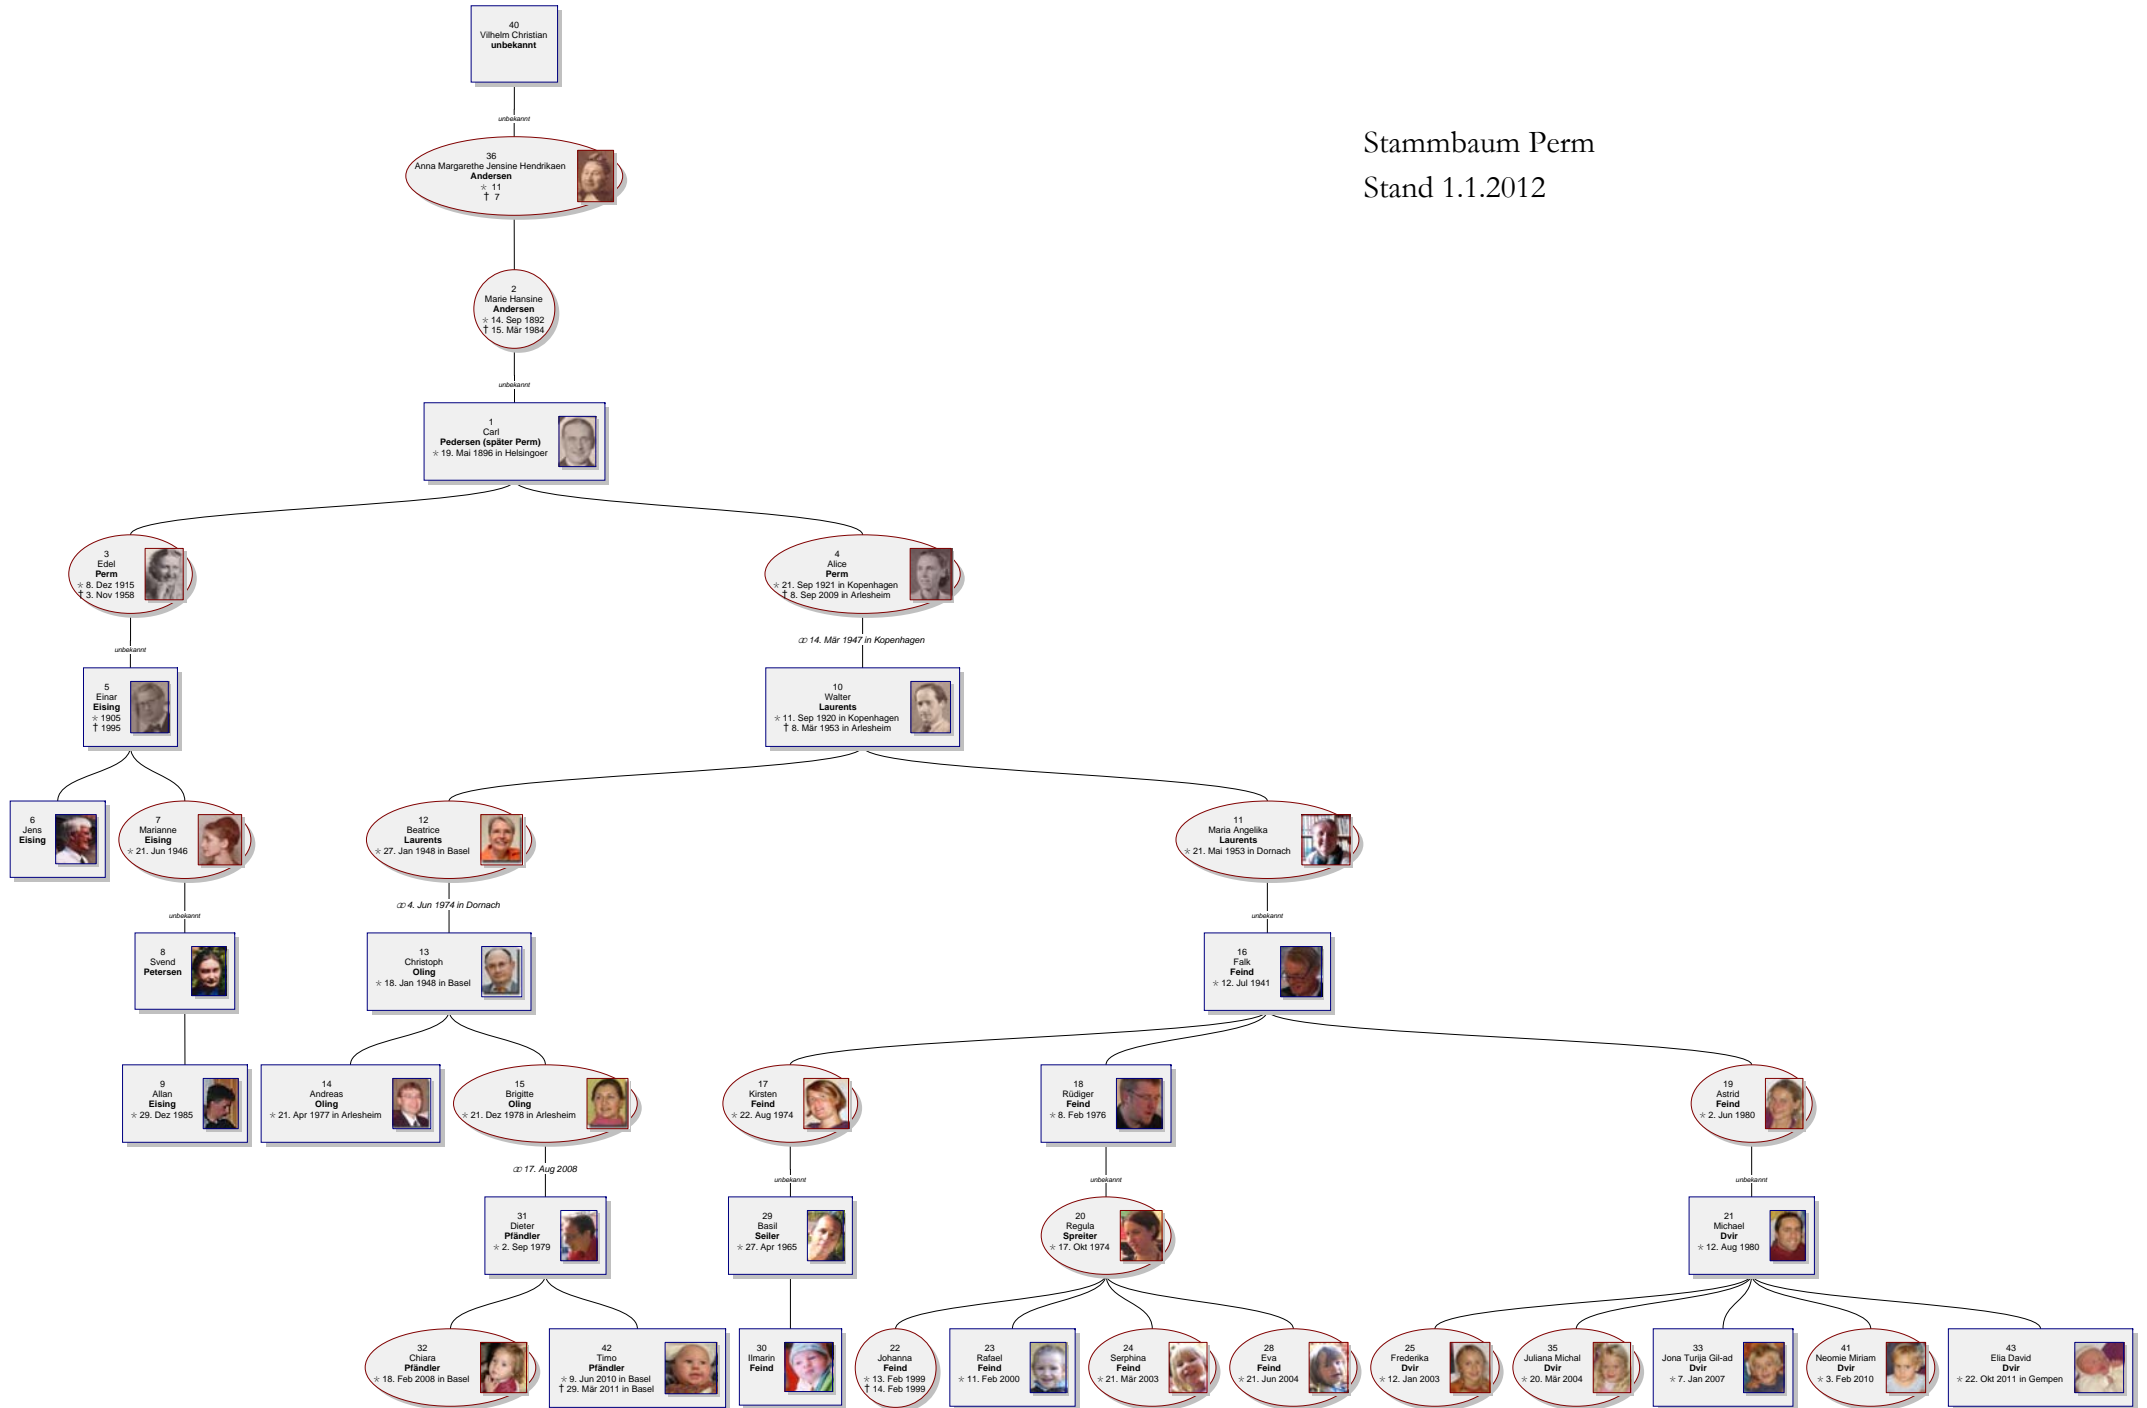 40
Vilhelm Christian
unbekannt
unbekannt
Stammbaum Perm
Stand 1.1.2012
36
Anna Margarethe Jensine Hendrikaen
Andersen
* 11
† 7
2
Marie Hansine
Andersen
* 14. Sep 1892
† 15. Mär 1984
unbekannt
1
Carl
Pedersen (später Perm)
* 19. Mai 1896 in Helsingoer
3
Edel
Perm
* 8. Dez 1915
† 3. Nov 1958
4
Alice
Perm
* 21. Sep 1921 in Kopenhagen
† 8. Sep 2009 in Arlesheim
unbekannt
⚭ 14. Mär 1947 in Kopenhagen
5
Einar
Eising
* 1905
† 1995
10
Walter
Laurents
* 11. Sep 1920 in Kopenhagen
† 8. Mär 1953 in Arlesheim
6
Jens
Eising
7
Marianne
Eising
* 21. Jun 1946
12
Beatrice
Laurents
* 27. Jan 1948 in Basel
11
Maria Angelika
Laurents
* 21. Mai 1953 in Dornach
unbekannt
⚭ 4. Jun 1974 in Dornach
unbekannt
8
Svend
Petersen
13
Christoph
Oling
* 18. Jan 1948 in Basel
16
Falk
Feind
* 12. Jul 1941
9
Allan
Eising
* 29. Dez 1985
14
Andreas
Oling
* 21. Apr 1977 in Arlesheim
15
Brigitte
Oling
* 21. Dez 1978 in Arlesheim
17
Kirsten
Feind
* 22. Aug 1974
18
Rüdiger
Feind
* 8. Feb 1976
19
Astrid
Feind
* 2. Jun 1980
⚭ 17. Aug 2008
unbekannt
unbekannt
unbekannt
31
Dieter
Pfändler
* 2. Sep 1979
29
Basil
Seiler
* 27. Apr 1965
20
Regula
Spreiter
* 17. Okt 1974
21
Michael
Dvir
* 12. Aug 1980
32
Chiara
Pfändler
* 18. Feb 2008 in Basel
42
Timo
Pfändler
* 9. Jun 2010 in Basel
† 29. Mär 2011 in Basel
30
Ilmarin
Feind
22
Johanna
Feind
* 13. Feb 1999
† 14. Feb 1999
23
Rafael
Feind
* 11. Feb 2000
24
Serphina
Feind
* 21. Mär 2003
28
Eva
Feind
* 21. Jun 2004
25
Frederika
Dvir
* 12. Jan 2003
35
Juliana Michal
Dvir
* 20. Mär 2004
33
Jona Turija Gil-ad
Dvir
* 7. Jan 2007
41
Neomie Miriam
Dvir
* 3. Feb 2010
43
Elia David
Dvir
* 22. Okt 2011 in Gempen